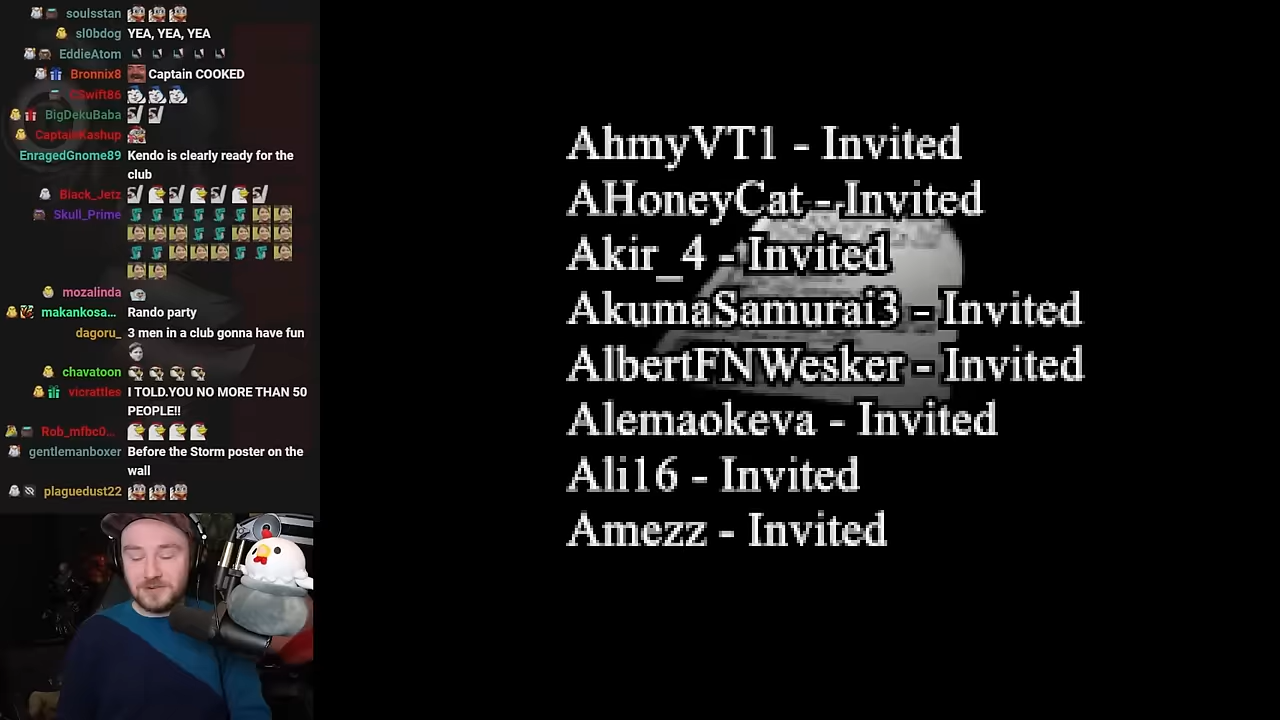 soulsstan
sl0bdog YEA, YEA, YEA
EddieAtom
Bronnix8 Captain COOKED
CSwift86
BigDekuBaba
CaptainKashup
EnragedGnome89 Kendo is clearly ready for the
club
Black_Jetz
Skull_Prime
mozalinda
makankosa... Rando party
dagoru_ 3 men in a club gonna have fun
chavatoon
vicrattles I TOLD.YOU NO MORE THAN 50
PEOPLE!!
Rob_mfbc0...
gentlemanboxer Before the Storm poster on the
wall
plaguedust22
AhmyVT1 - Invited
AHoneyCat - Invited
Akir_4 - Invited
AkumaSamurai3 - Invited
AlbertFNWesker - Invited
Alemaokeva - Invited
Ali16 - Invited
Amezz - Invited